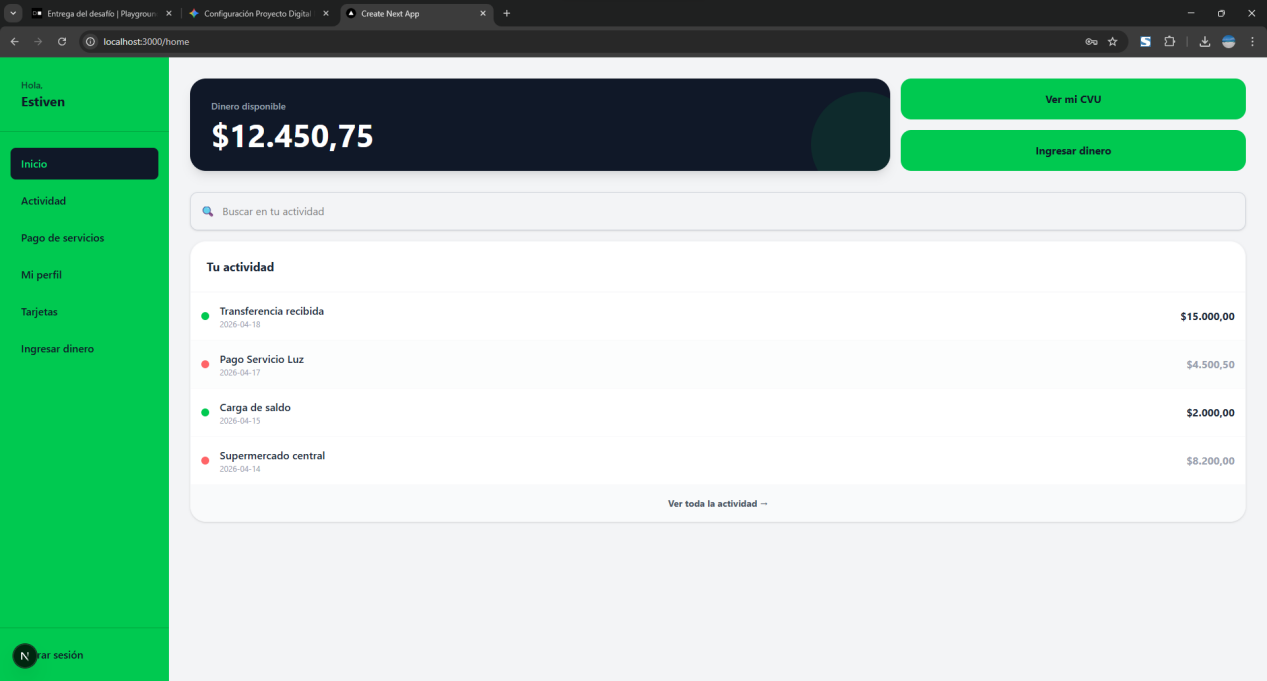 Entrega del desafío | Playgroun
Configuración Proyecto Digital
Create Next App
localhost:3000/home
Hola,
Estiven
Inicio
Actividad
Pago de servicios
Mi perfil
Tarjetas
Ingresar dinero
N
rar sesión
Dinero disponible
$12.450,75
Ver mi CVU
Ingresar dinero
Buscar en tu actividad
Tu actividad
Transferencia recibida
2026-04-18
$15.000,00
Pago Servicio Luz
2026-04-17
$4.500,50
Carga de saldo
2026-04-15
$2.000,00
Supermercado central
2026-04-14
$8.200,00
Ver toda la actividad →